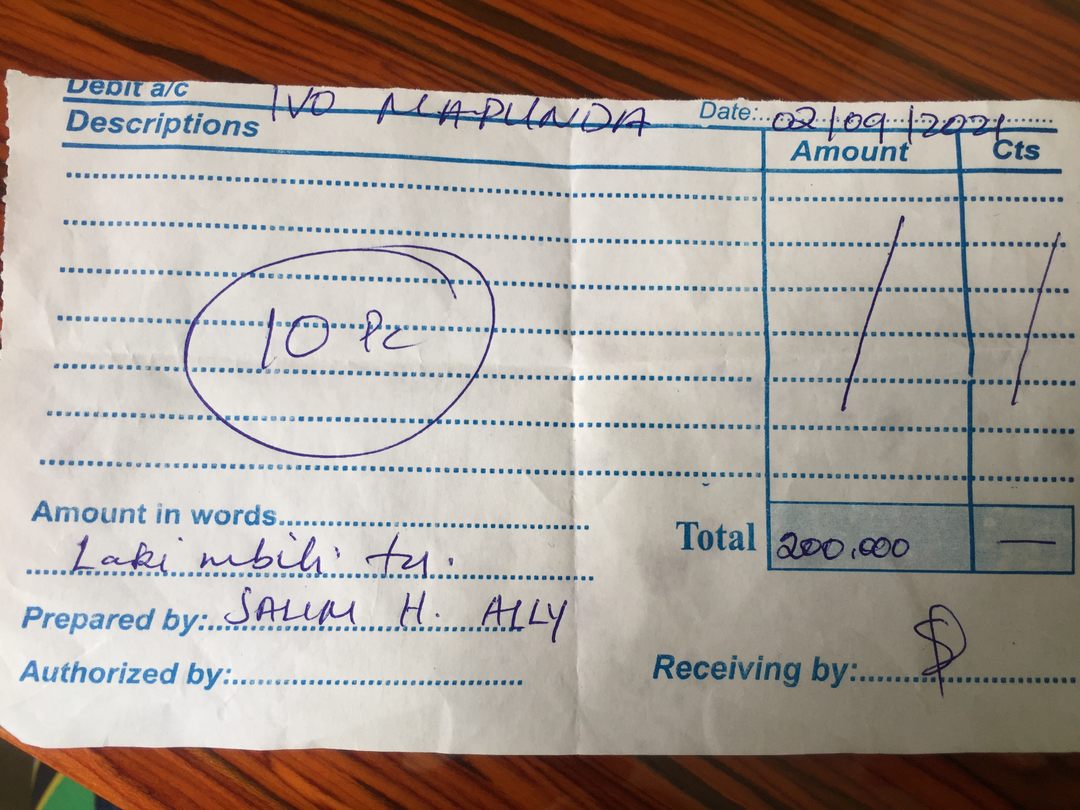 Debit a/c IVO MAPUNDA Date: 02/09/2021
Descriptions Amount Cts
10 Pc
Amount in words
Laki mbili tu.
Total 200.000 —
Prepared by: SALIM H. ALLY
Authorized by:
Receiving by: